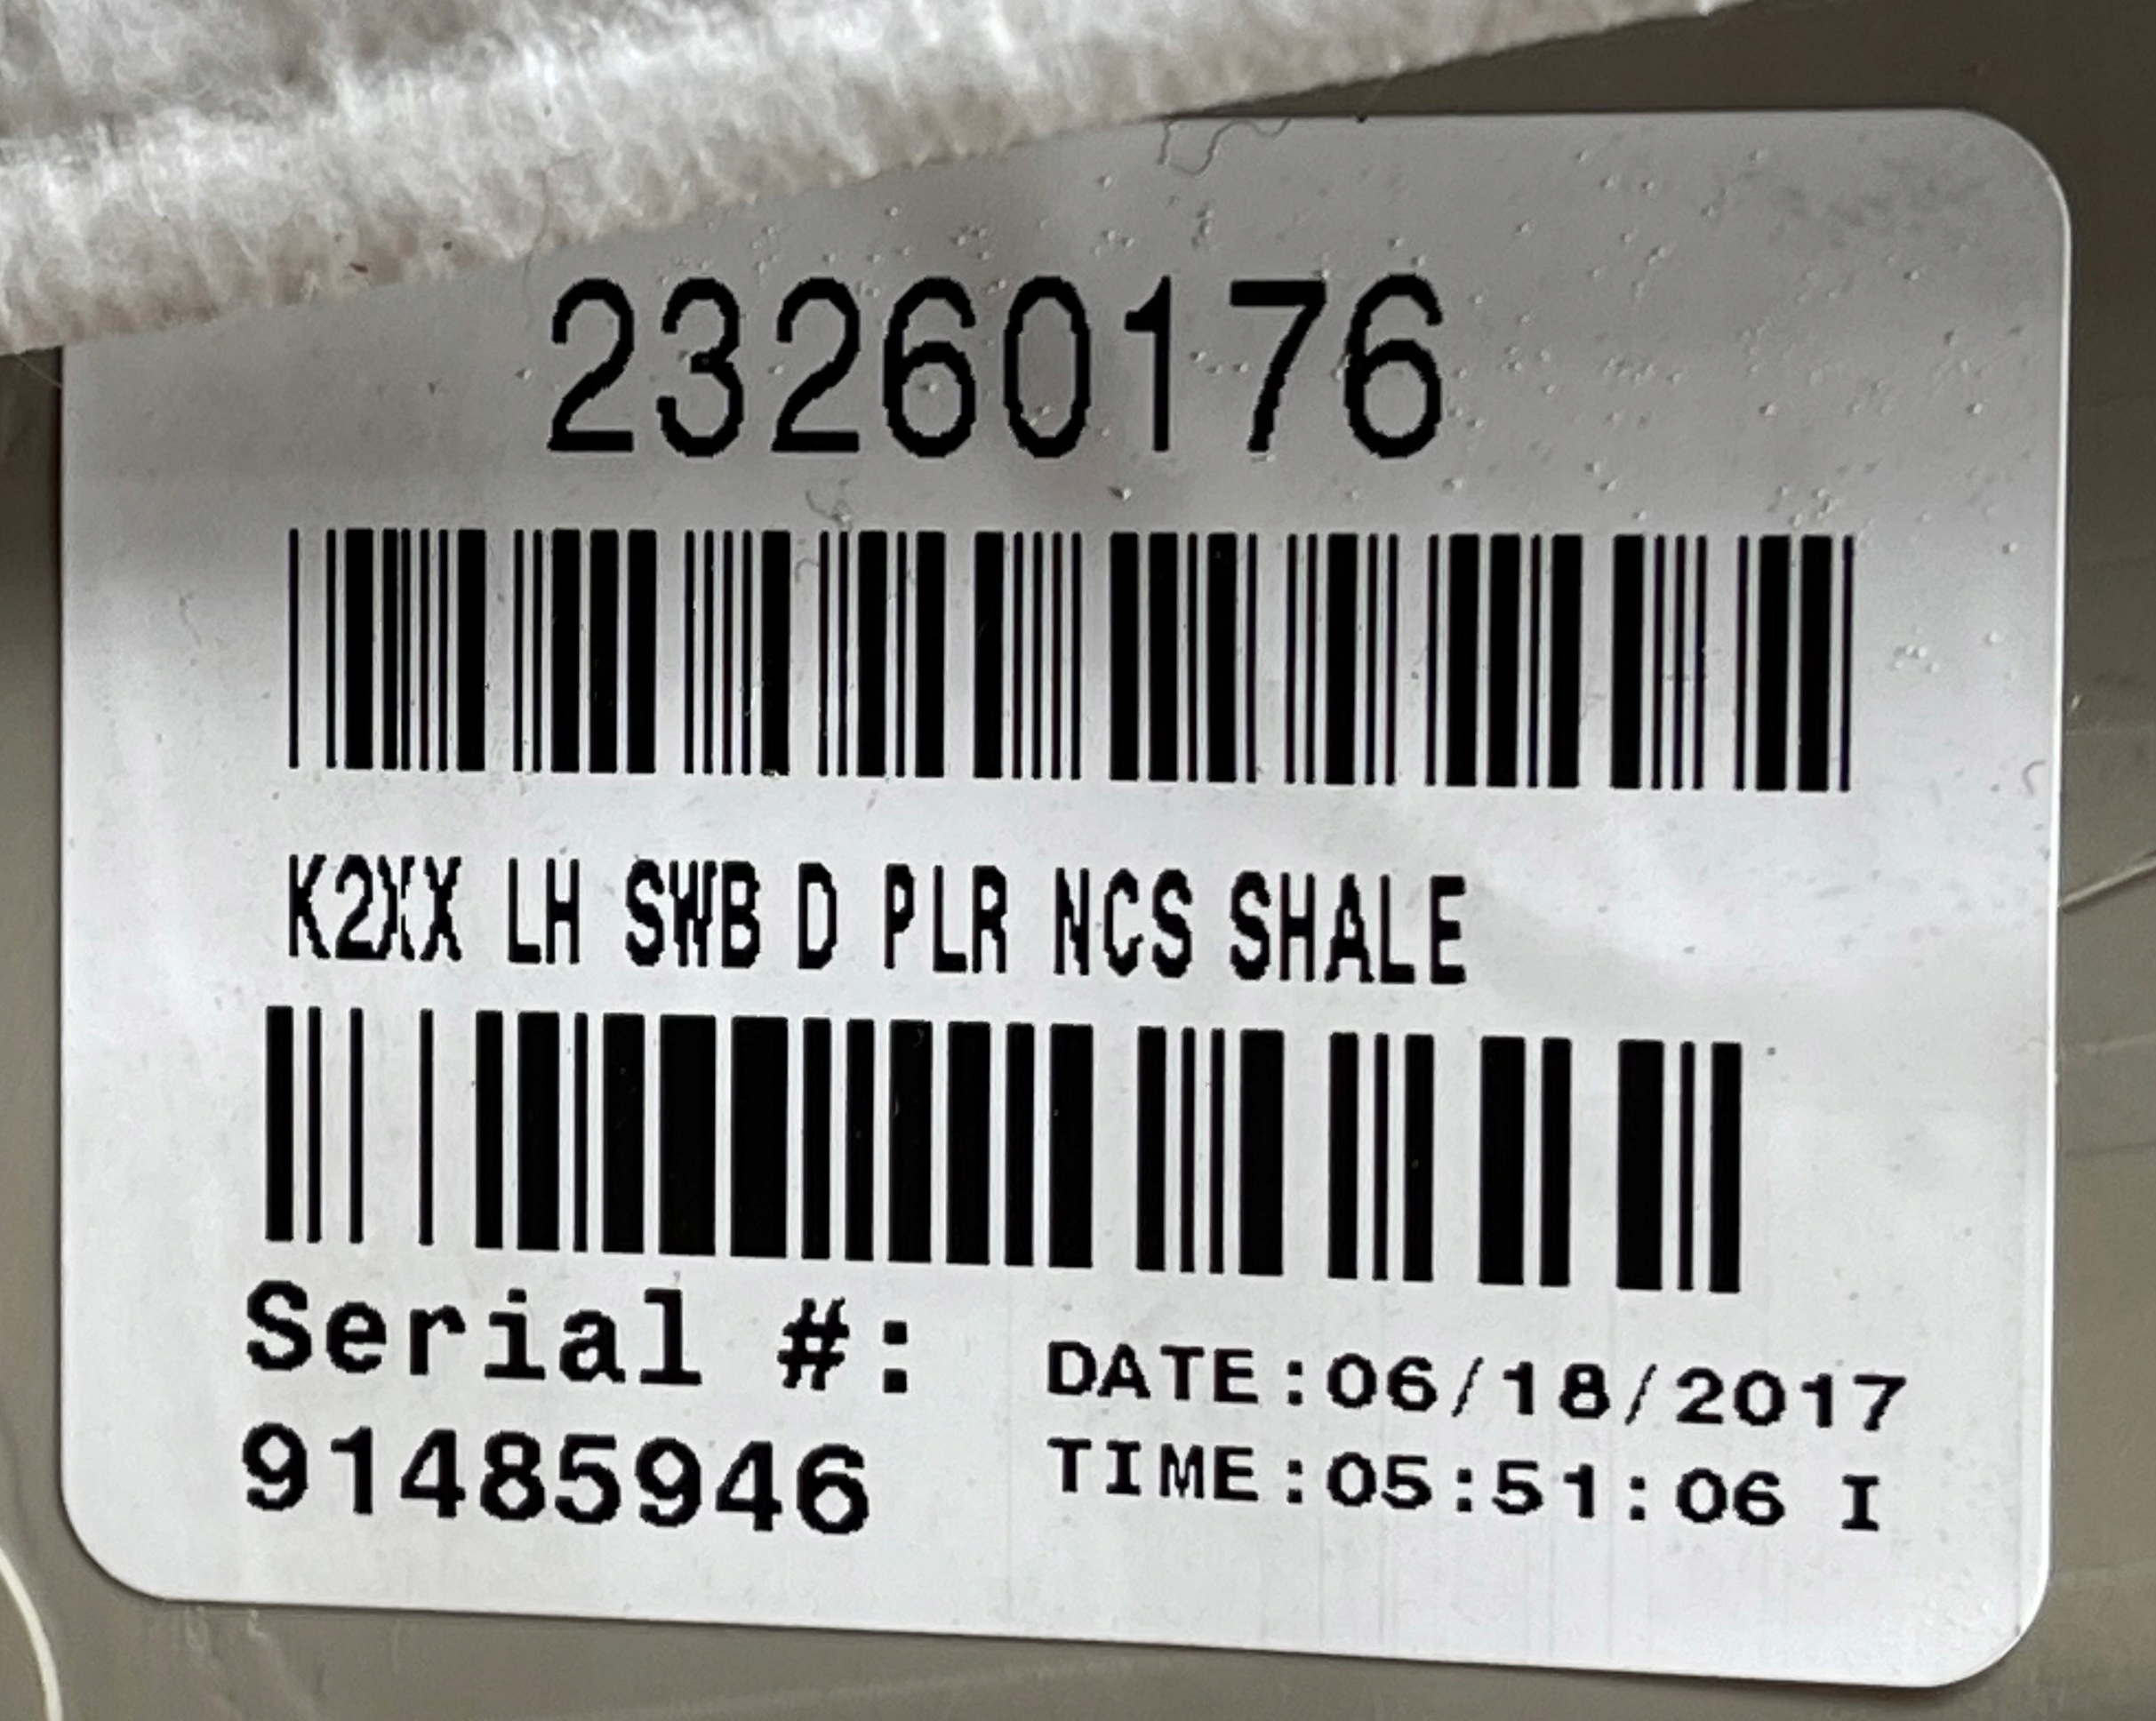 23260176
K2XX LH SWB D PLR NCS SHALE
Serial #:
91485946
DATE:06/18/2017
TIME:05:51:06 I